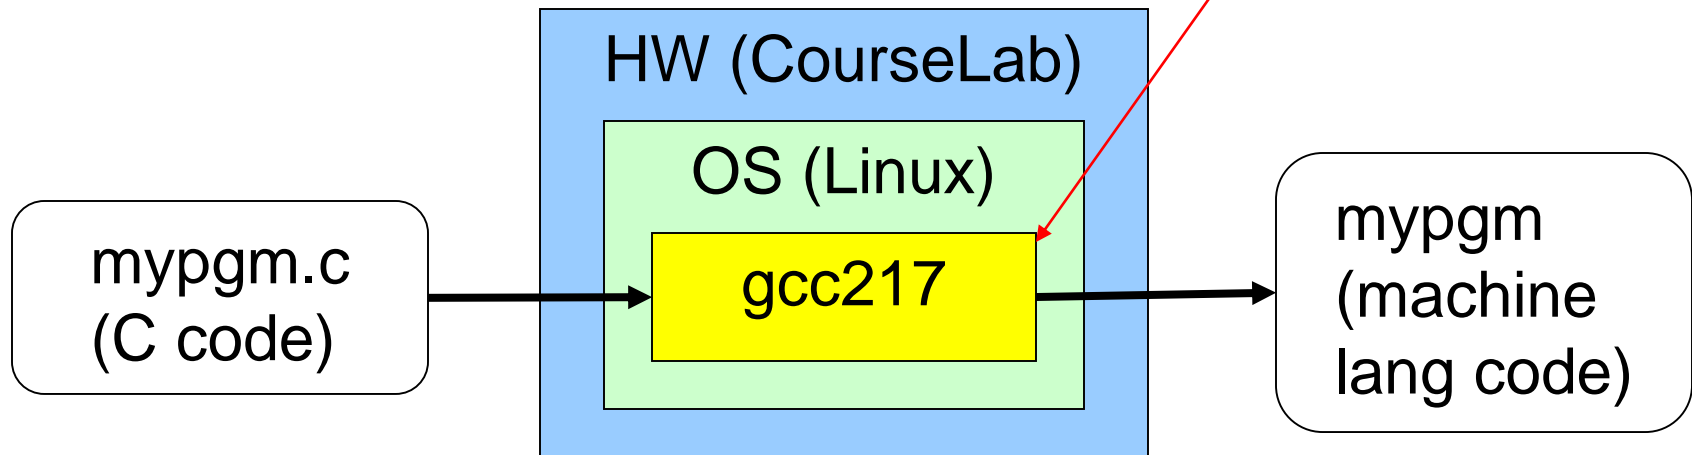 HW (CourseLab)
OS (Linux)
mypgm.c
(C code)
gcc217
mypgm
(machine
lang code)